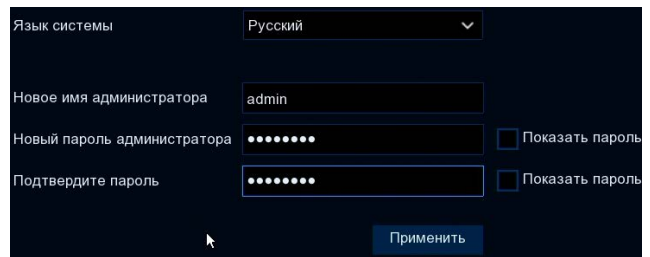 Язык системы Русский
Новое имя администратора admin
Новый пароль администратора •••••••• Показать пароль
Подтвердите пароль •••••••• Показать пароль
Применить